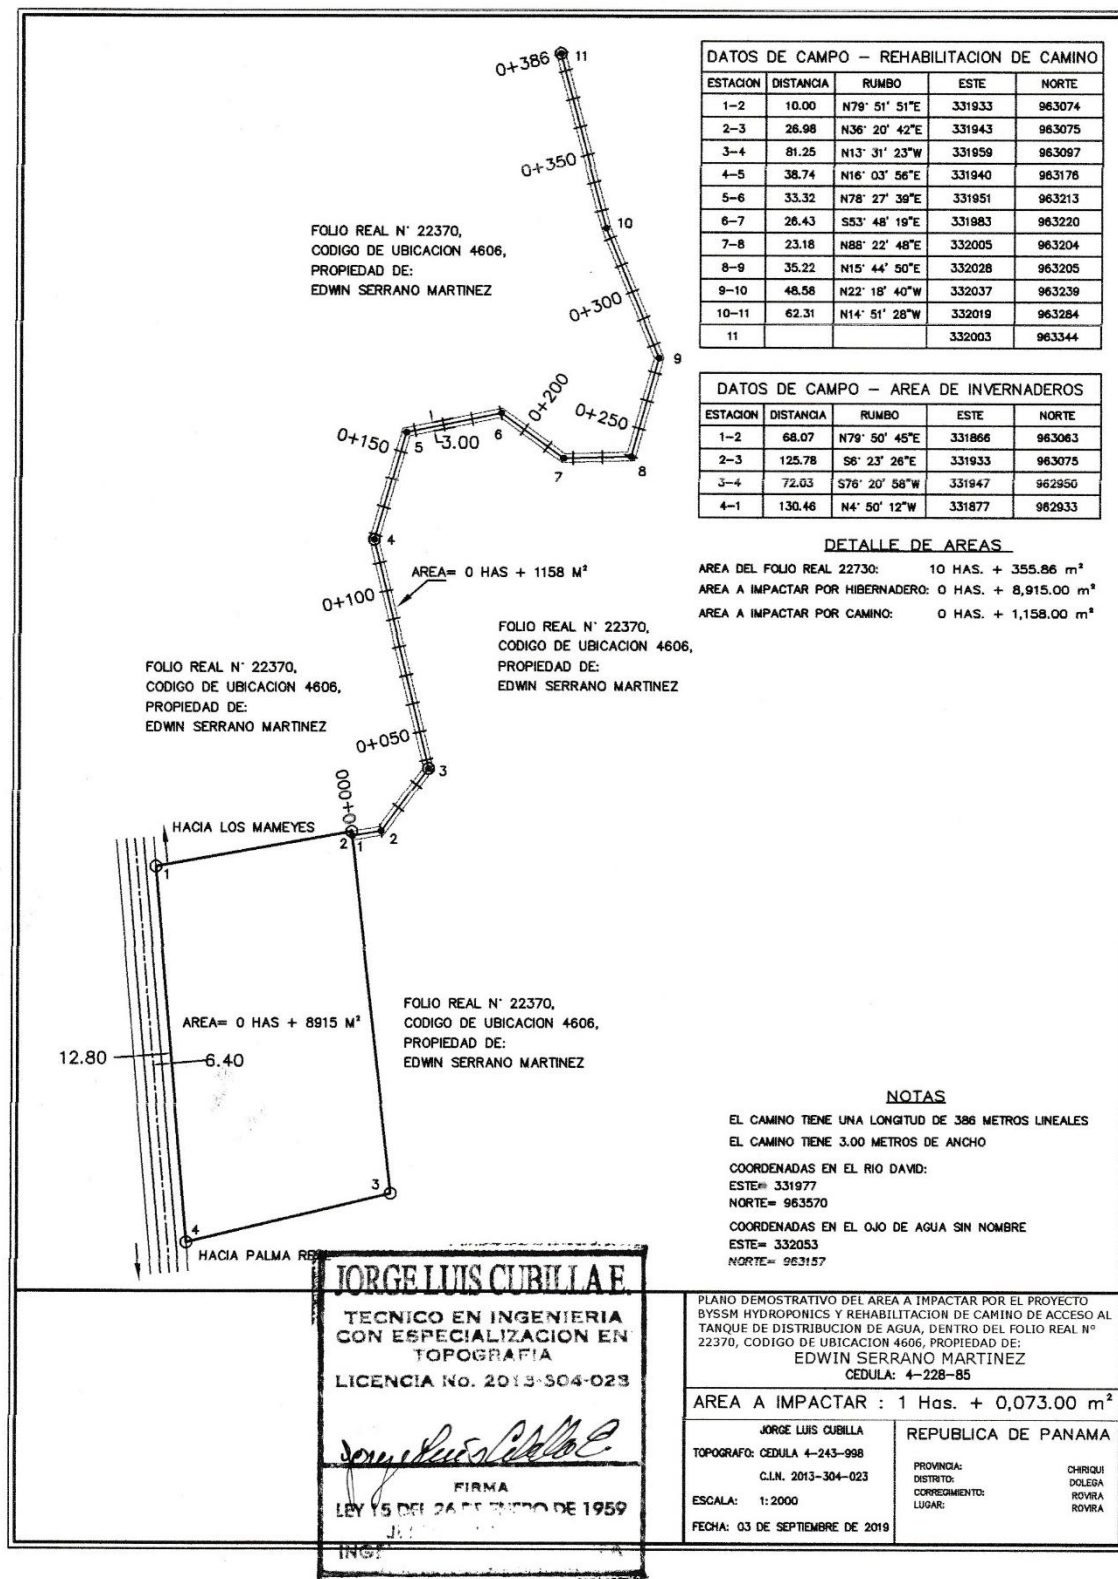 0+386
11
0+350
10
FOLIO REAL N° 22370,
CODIGO DE UBICACION 4606,
PROPIEDAD DE:
EDWIN SERRANO MARTINEZ
0+300
9
0+200
0+250
0+150
5
3.00
6
7
8
4
AREA= 0 HAS + 1158 M²
0+100
FOLIO REAL N° 22370,
CODIGO DE UBICACION 4606,
PROPIEDAD DE:
EDWIN SERRANO MARTINEZ
FOLIO REAL N° 22370,
CODIGO DE UBICACION 4606,
PROPIEDAD DE:
EDWIN SERRANO MARTINEZ
0+050
3
0+000
HACIA LOS MAMEYES
2
1
2
1
AREA= 0 HAS + 8915 M²
FOLIO REAL N° 22370,
CODIGO DE UBICACION 4606,
PROPIEDAD DE:
EDWIN SERRANO MARTINEZ
12.80
6.40
3
4
HACIA PALMA
DATOS DE CAMPO – REHABILITACION DE CAMINO
ESTACION DISTANCIA RUMBO ESTE NORTE
1–2 10.00 N79° 51' 51"E 331933 963074
2–3 26.98 N36° 20' 42"E 331943 963075
3–4 81.25 N13° 31' 23"W 331959 963097
4–5 38.74 N16° 03' 56"E 331940 963176
5–6 33.32 N78° 27' 39"E 331951 963213
6–7 26.43 S53° 48' 19"E 331983 963220
7–8 23.18 N88° 22' 48"E 332005 963204
8–9 35.22 N15° 44' 50"E 332028 963205
9–10 48.58 N22° 18' 40"W 332037 963239
10–11 62.31 N14° 51' 28"W 332019 963284
11 332003 963344
DATOS DE CAMPO – AREA DE INVERNADEROS
ESTACION DISTANCIA RUMBO ESTE NORTE
1–2 68.07 N79° 50' 45"E 331866 963063
2–3 125.78 S6° 23' 26"E 331933 963075
3–4 72.03 S76° 20' 58"W 331947 962950
4–1 130.46 N4° 50' 12"W 331877 962933
DETALLE DE AREAS
AREA DEL FOLIO REAL 22730: 10 HAS. + 355.86 m²
AREA A IMPACTAR POR HIBERNADERO: 0 HAS. + 8,915.00 m²
AREA A IMPACTAR POR CAMINO: 0 HAS. + 1,158.00 m²
NOTAS
EL CAMINO TIENE UNA LONGITUD DE 386 METROS LINEALES
EL CAMINO TIENE 3.00 METROS DE ANCHO
COORDENADAS EN EL RIO DAVID:
ESTE= 331977
NORTE= 963570
COORDENADAS EN EL OJO DE AGUA SIN NOMBRE
ESTE= 332053
NORTE= 963157
JORGE LUIS CUBILLA E.
TECNICO EN INGENIERIA
CON ESPECIALIZACION EN
TOPOGRAFIA
LICENCIA No. 2013-304-023
Jorge Luis Cubilla E.
FIRMA
LEY 15 DEL 26 DE ENERO DE 1959
PLANO DEMOSTRATIVO DEL AREA A IMPACTAR POR EL PROYECTO
BYSSM HYDROPONICS Y REHABILITACION DE CAMINO DE ACCESO AL
TANQUE DE DISTRIBUCION DE AGUA, DENTRO DEL FOLIO REAL Nº
22370, CODIGO DE UBICACION 4606, PROPIEDAD DE:
EDWIN SERRANO MARTINEZ
CEDULA: 4–228–85
AREA A IMPACTAR : 1 Has. + 0,073.00 m²
JORGE LUIS CUBILLA
TOPOGRAFO: CEDULA 4–243–998
C.I.N. 2013–304–023
ESCALA: 1:2000
FECHA: 03 DE SEPTIEMBRE DE 2019
REPUBLICA DE PANAMA
PROVINCIA: CHIRIQUI
DISTRITO: DOLEGA
CORREGIMIENTO: ROVIRA
LUGAR: ROVIRA